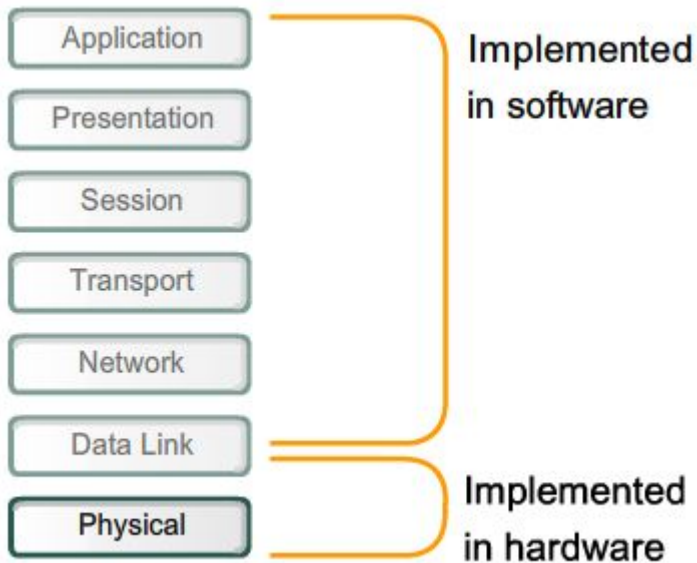 Application
Presentation
Session
Transport
Network
Data Link
Physical
Implemented
in software
Implemented
in hardware